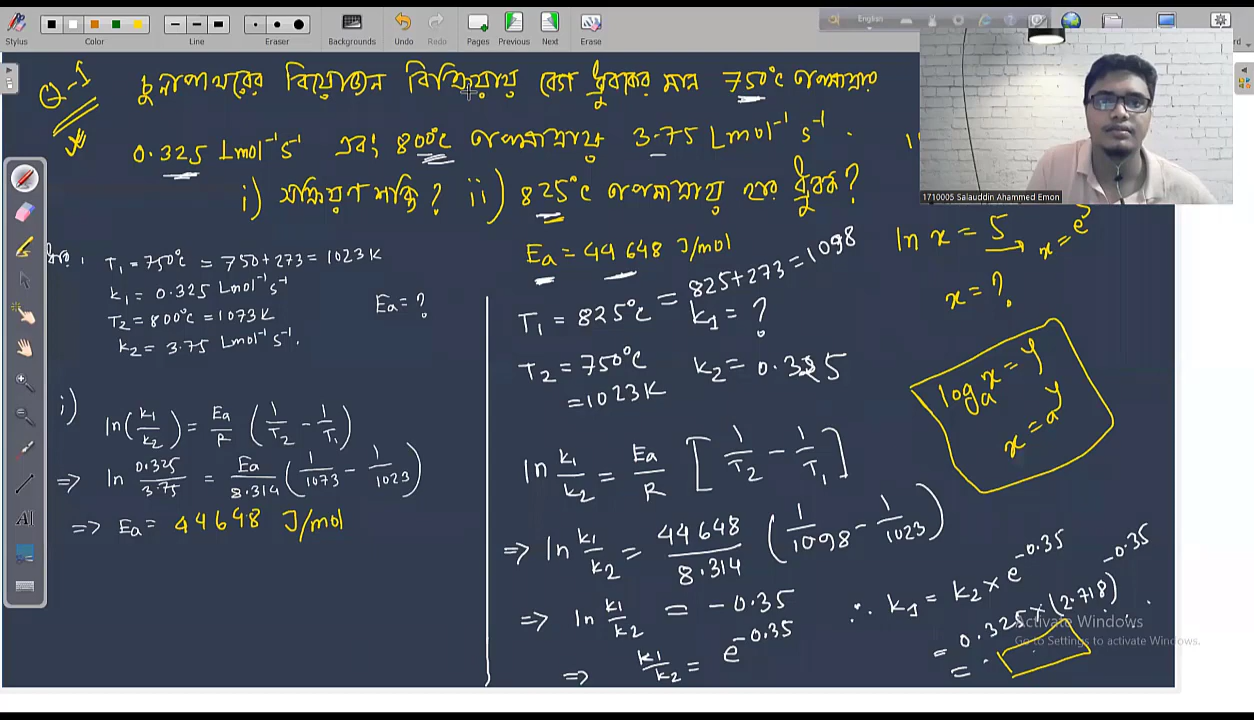 Stylus
Color
Line
Eraser
Backgrounds
Undo
Redo
Pages
Previous
Next
Erase
English
Q-1 চুনাপাথরের বিয়োজন বিক্রিয়ায় বেগ ধ্রুবকের মান 750°C তাপমাত্রায়
0.325 Lmol⁻¹s⁻¹ এবং 800°C তাপমাত্রায় 3.75 Lmol⁻¹ s⁻¹.
i) সক্রিয়ণ শক্তি? ii) 825°C তাপমাত্রায় হার ধ্রুবক?
1710005 Salauddin Ahammed Emon
T₁ = 750°C = 750+273 = 1023K
k₁ = 0.325 Lmol⁻¹s⁻¹
T₂ = 800°C = 1073K
k₂ = 3.75 Lmol⁻¹s⁻¹.
Ea = ?
i)
ln(k₁/k₂) = Ea/R (1/T₂ - 1/T₁)
=> ln 0.325/3.75 = Ea/8.314 (1/1073 - 1/1023)
=> Ea = 44648 J/mol
Ea = 44648 J/mol
T₁ = 825°C = 825+273 = 1098
k₁ = ?
T₂ = 750°C k₂ = 0.325
= 1023K
ln k₁/k₂ = Ea/R [1/T₂ - 1/T₁]
=> ln k₁/k₂ = 44648/8.314 (1/1098 - 1/1023)
=> ln k₁/k₂ = -0.35
=> k₁/k₂ = e^-0.35
∴ k₁ = k₂ × e^-0.35
= 0.325 × (2.718)^-0.35
=
ln x = 5 → x = e⁵
x = ?
logₐx = y
x = a^y
Activate Windows
Go to Settings to activate Windows.